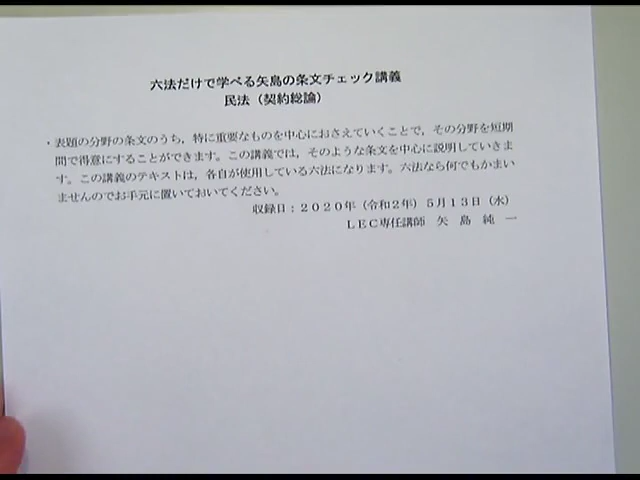 六法だけで学べる矢島の条文チェック講義
民法（契約総論）
・表題の分野の条文のうち，特に重要なものを中心におさえていくことで，その分野を短期
間で得意にすることができます。この講義では，そのような条文を中心に説明していきま
す。この講義のテキストは，各自が使用している六法になります。六法なら何でもかまい
ませんのでお手元に置いておいてください。
収録日：２０２０年（令和２年）５月１３日（水）
ＬＥＣ専任講師　矢　島　純　一